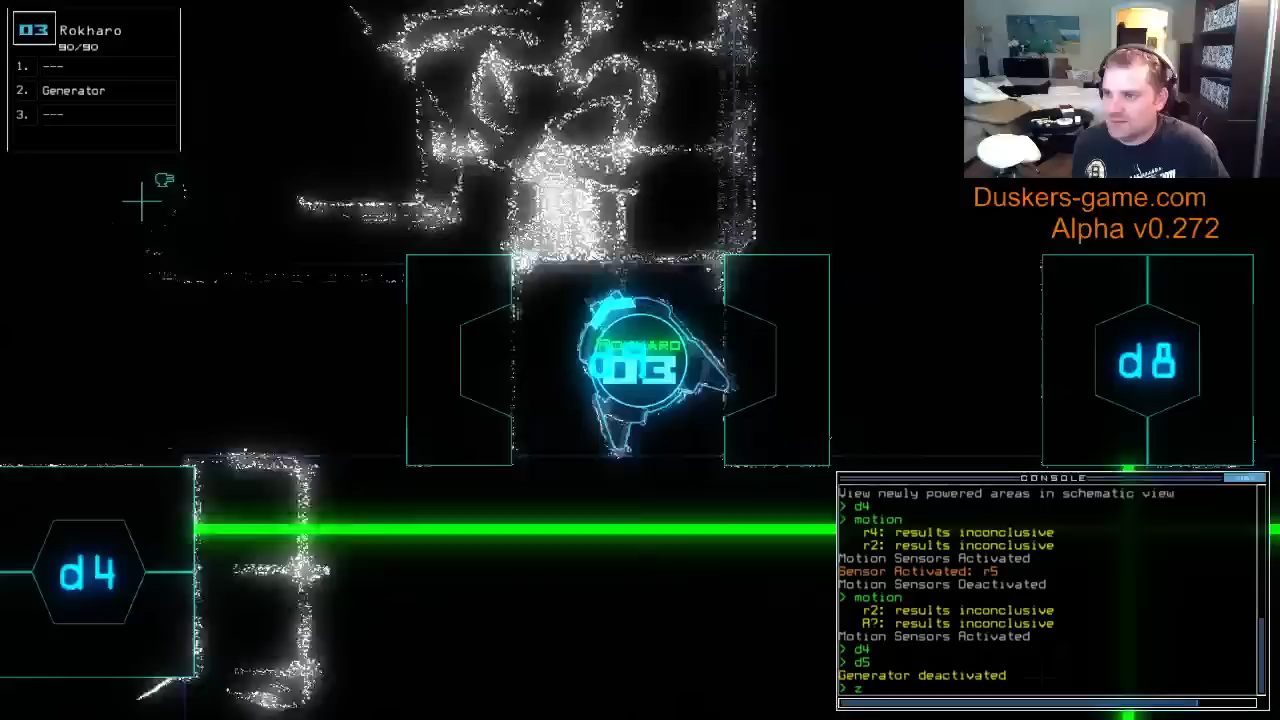 03 Rokharo
90/90
1. ---
2. Generator
3. ---
Duskers-game.com
Alpha v0.272
ROKHARO
03
d8
d4
CONSOLE
View newly powered areas in schematic view
> d4
> motion
r4: results inconclusive
r2: results inconclusive
Motion Sensors Activated
Sensor Activated: r5
Motion Sensors Deactivated
> motion
r2: results inconclusive
A?: results inconclusive
Motion Sensors Activated
> d4
> d5
Generator deactivated
> z